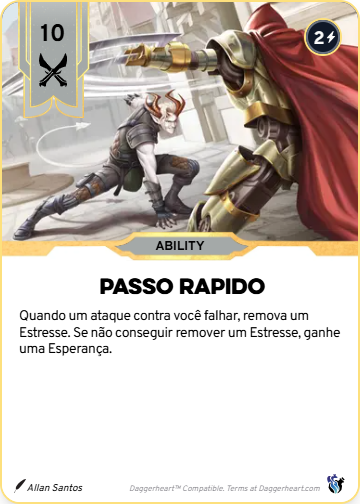 10
2
ABILITY
PASSO RAPIDO
Quando um ataque contra você falhar, remova um
Estresse. Se não conseguir remover um Estresse, ganhe
uma Esperança.
Allan Santos
Daggerheart™ Compatible. Terms at Daggerheart.com